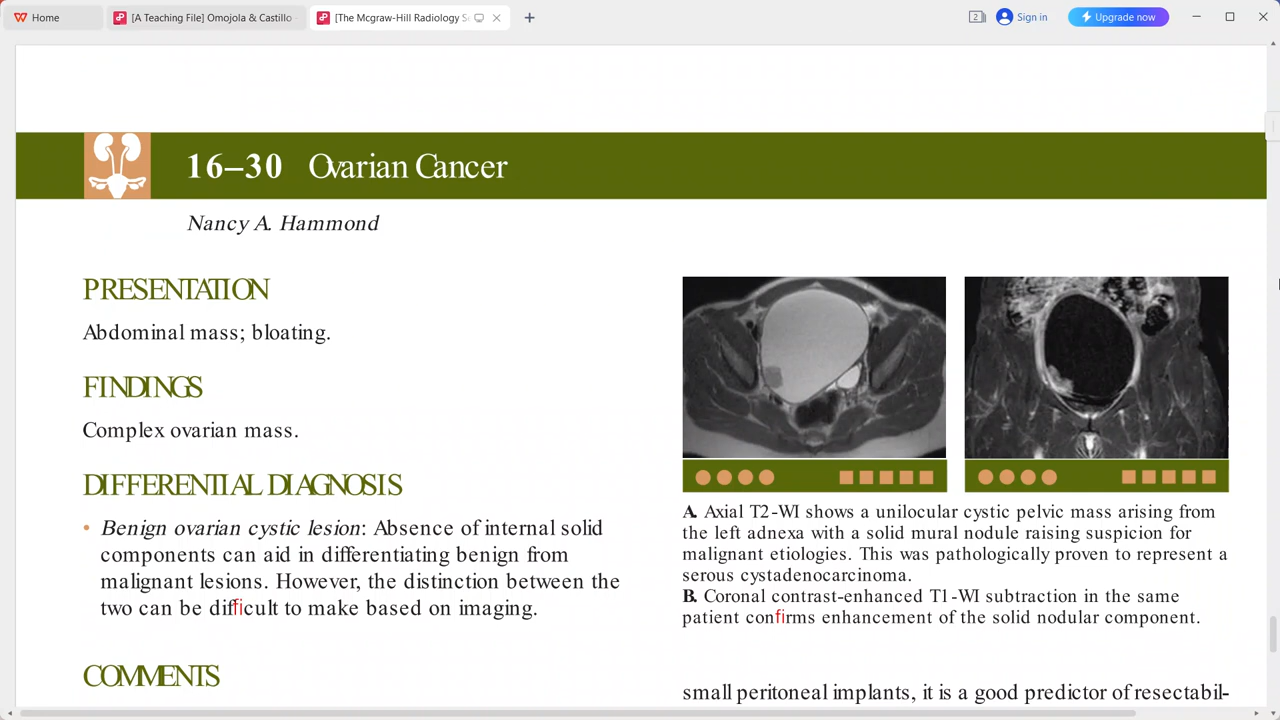 Home
[A Teaching File] Omojola & Castillo
[The Mcgraw-Hill Radiology S
2
Sign in
Upgrade now
16–30 Ovarian Cancer
Nancy A. Hammond
PRESENTATION
Abdominal mass; bloating.
FINDINGS
Complex ovarian mass.
DIFFERENTIAL DIAGNOSIS
• Benign ovarian cystic lesion: Absence of internal solid
components can aid in differentiating benign from
malignant lesions. However, the distinction between the
two can be difficult to make based on imaging.
COMMENTS
A. Axial T2-WI shows a unilocular cystic pelvic mass arising from
the left adnexa with a solid mural nodule raising suspicion for
malignant etiologies. This was pathologically proven to represent a
serous cystadenocarcinoma.
B. Coronal contrast-enhanced T1-WI subtraction in the same
patient confirms enhancement of the solid nodular component.
small peritoneal implants, it is a good predictor of resectabil-